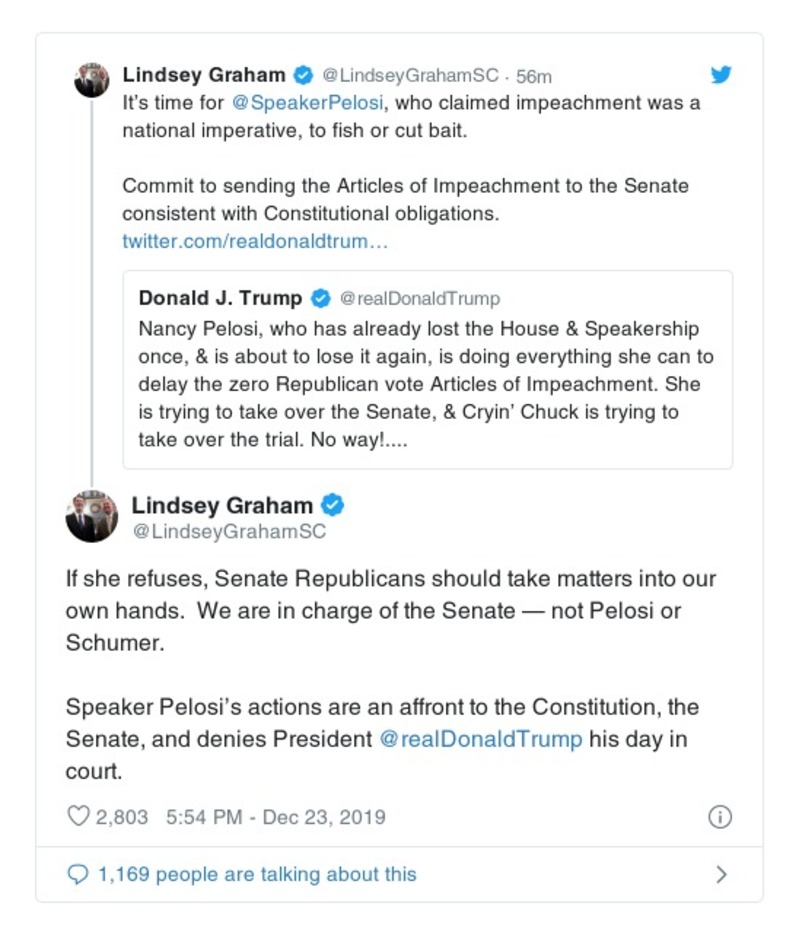 Lindsey Graham @LindseyGrahamSC · 56m
It's time for @SpeakerPelosi, who claimed impeachment was a
national imperative, to fish or cut bait.
Commit to sending the Articles of Impeachment to the Senate
consistent with Constitutional obligations.
twitter.com/realdonaldtrum…
Donald J. Trump @realDonaldTrump
Nancy Pelosi, who has already lost the House & Speakership
once, & is about to lose it again, is doing everything she can to
delay the zero Republican vote Articles of Impeachment. She
is trying to take over the Senate, & Cryin’ Chuck is trying to
take over the trial. No way!....
Lindsey Graham
@LindseyGrahamSC
If she refuses, Senate Republicans should take matters into our
own hands.  We are in charge of the Senate — not Pelosi or
Schumer.
Speaker Pelosi’s actions are an affront to the Constitution, the
Senate, and denies President @realDonaldTrump his day in
court.
2,803 5:54 PM - Dec 23, 2019
1,169 people are talking about this